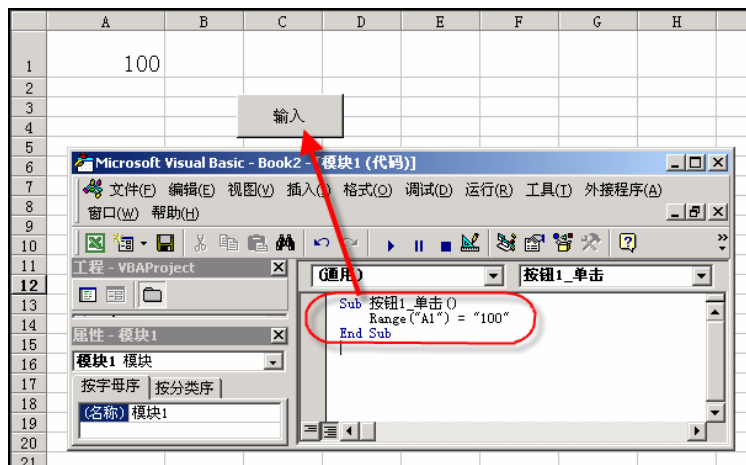 A B C D E F G H
1 100
2
3
输入
4
5
6
Microsoft Visual Basic - Book2 - [模块1 (代码)]
7
文件(F) 编辑(E) 视图(V) 插入(I) 格式(O) 调试(D) 运行(R) 工具(T) 外接程序(A)
8
窗口(W) 帮助(H)
9
10
11
工程 - VBAProject
(通用) 按钮1_单击
12
13
Sub 按钮1_单击()
Range("A1") = "100"
End Sub
14
属性 - 模块1
15
模块1 模块
16
17
按字母序 按分类序
18
(名称) 模块1
19
20
21